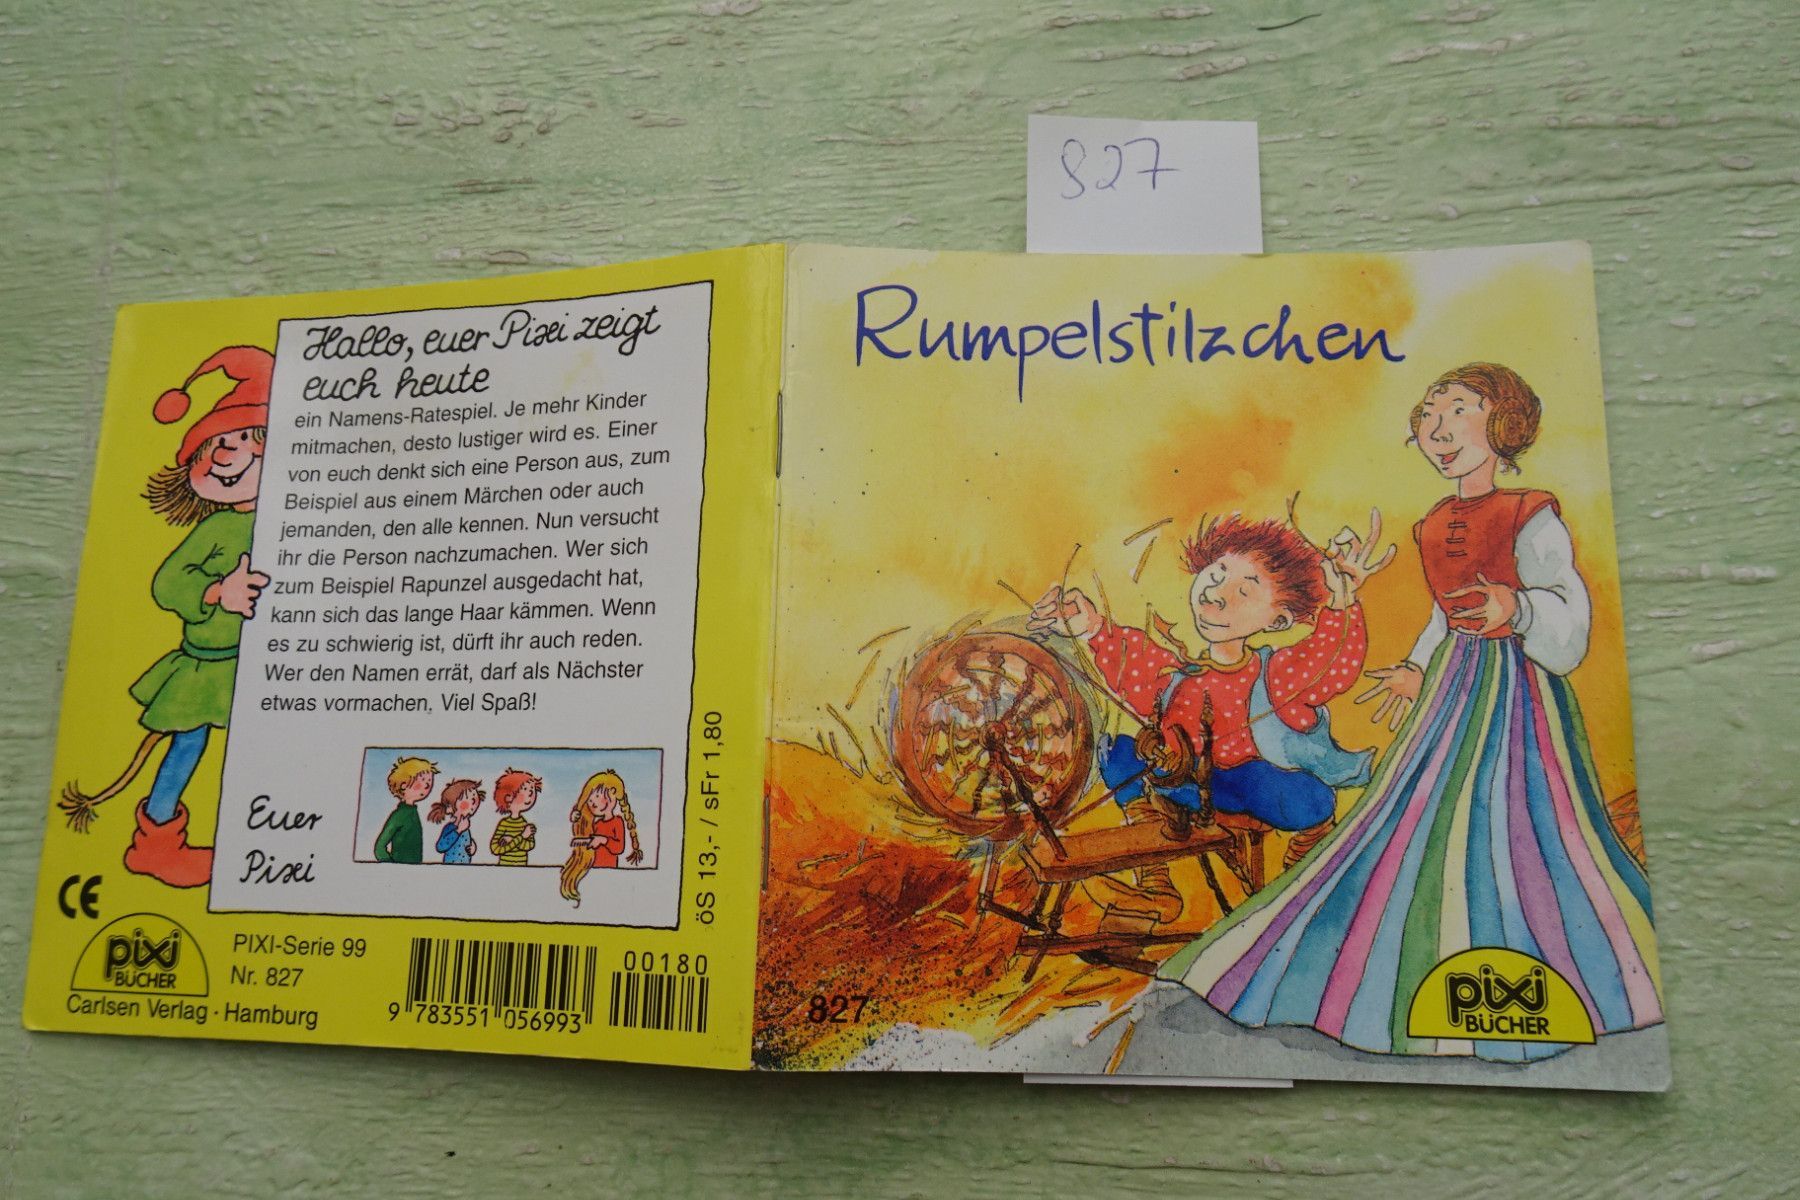 827
Hallo, euer Pixi zeigt
euch heute
ein Namens-Ratespiel. Je mehr Kinder
mitmachen, desto lustiger wird es. Einer
von euch denkt sich eine Person aus, zum
Beispiel aus einem Märchen oder auch
jemanden, den alle kennen. Nun versucht
ihr die Person nachzumachen. Wer sich
zum Beispiel Rapunzel ausgedacht hat,
kann sich das lange Haar kämmen. Wenn
es zu schwierig ist, dürft ihr auch reden.
Wer den Namen errät, darf als Nächster
etwas vormachen. Viel Spaß!
Euer
Pixi
öS 13,- / sFr 1,80
CE
pixi
BÜCHER
PIXI-Serie 99
Nr. 827
Carlsen Verlag · Hamburg
9 783551 056993
00180
Rumpelstilzchen
827
pixi
BÜCHER